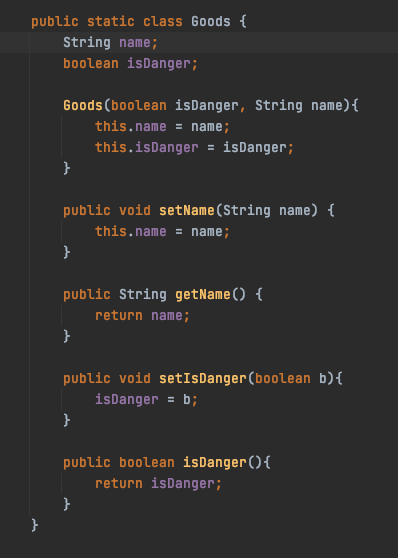 public static class Goods {
    String name;
    boolean isDanger;

    Goods(boolean isDanger, String name){
        this.name = name;
        this.isDanger = isDanger;
    }

    public void setName(String name) {
        this.name = name;
    }

    public String getName() {
        return name;
    }

    public void setIsDanger(boolean b){
        isDanger = b;
    }

    public boolean isDanger(){
        return isDanger;
    }
}